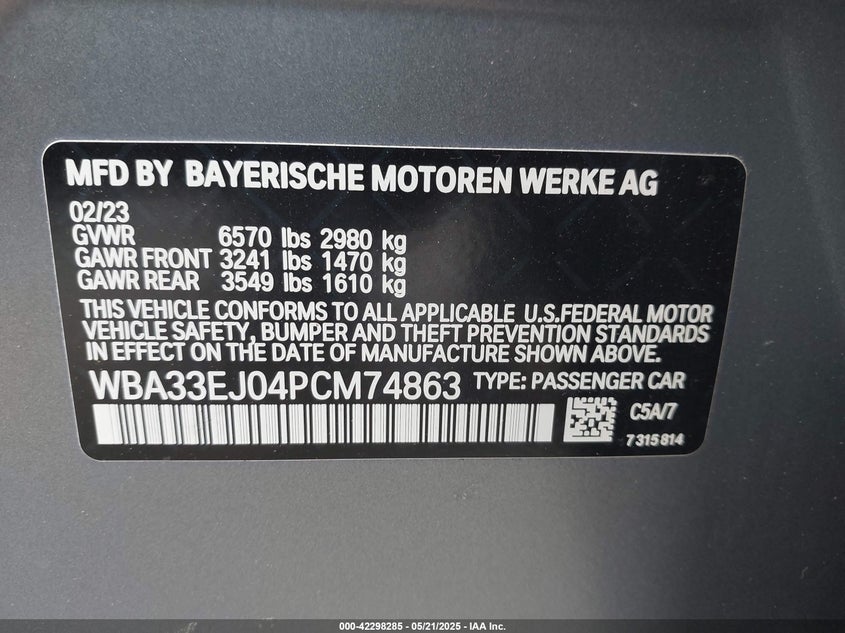 MFD BY BAYERISCHE MOTOREN WERKE AG
02/23
GVWR 6570 lbs 2980 kg
GAWR FRONT 3241 lbs 1470 kg
GAWR REAR 3549 lbs 1610 kg
THIS VEHICLE CONFORMS TO ALL APPLICABLE U.S.FEDERAL MOTOR
VEHICLE SAFETY, BUMPER AND THEFT PREVENTION STANDARDS
IN EFFECT ON THE DATE OF MANUFACTURE SHOWN ABOVE.
WBA33EJ04PCM74863 TYPE: PASSENGER CAR
C5A/7
7 315 814
000-42298285 - 05/21/2025 - IAA Inc.